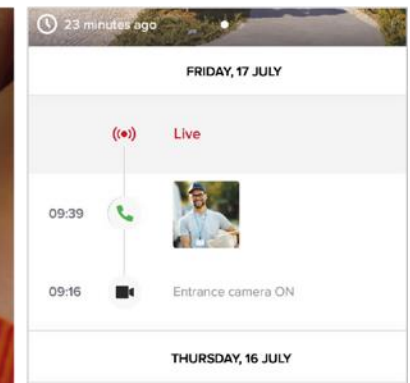 23 minutes ago
FRIDAY, 17 JULY
Live
09:39
09:16 Entrance camera ON
THURSDAY, 16 JULY